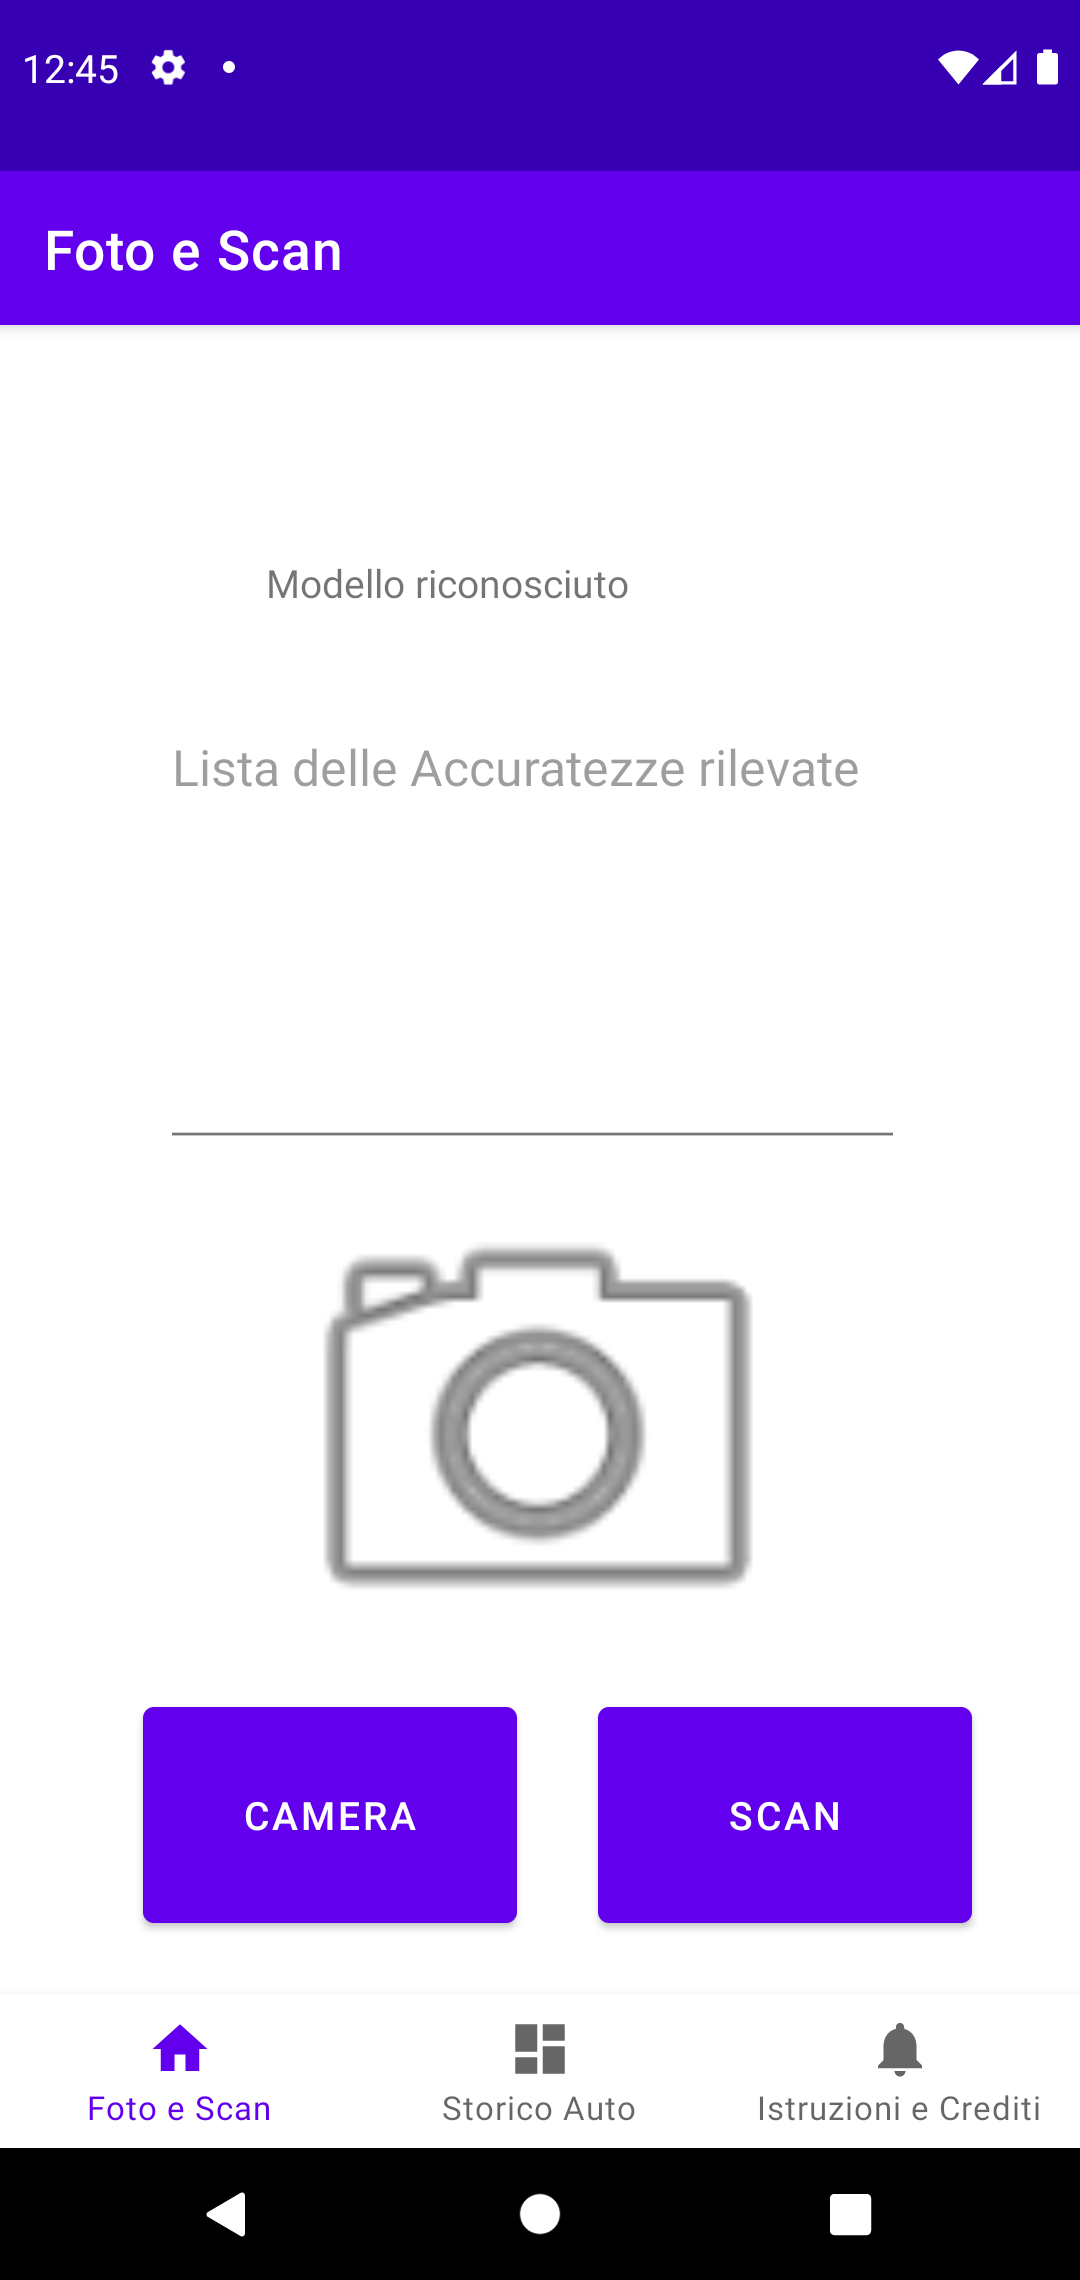 12:45
Foto e Scan
Modello riconosciuto
Lista delle Accuratezze rilevate
CAMERA
SCAN
Foto e Scan
Storico Auto
Istruzioni e Crediti